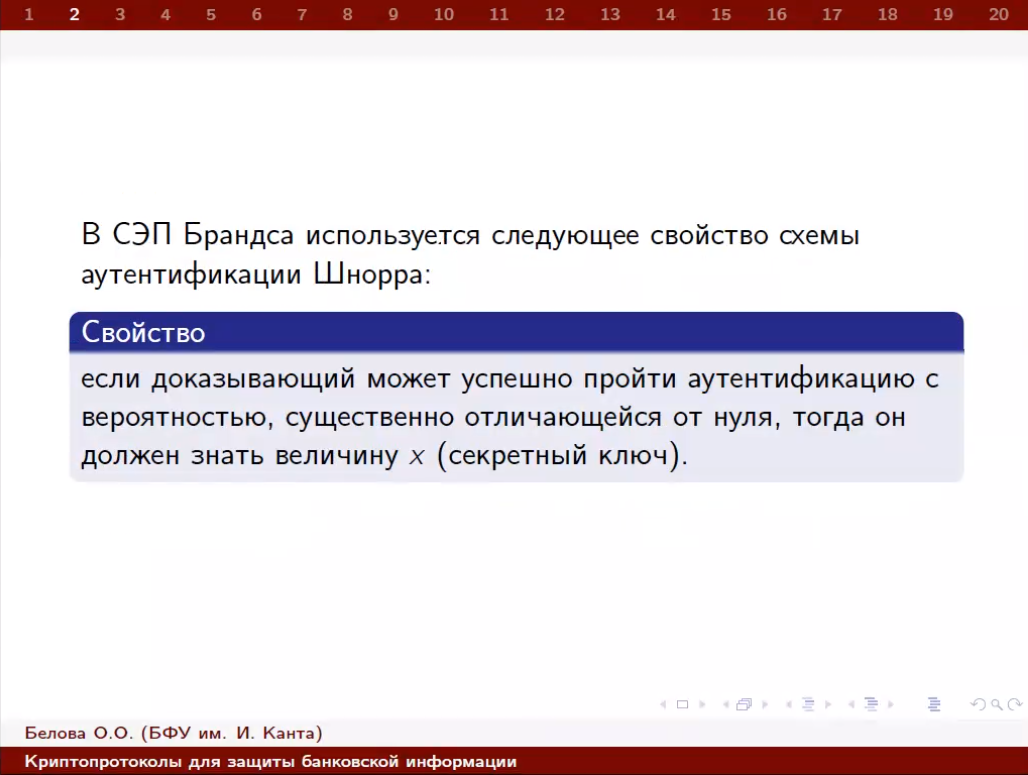 1 2 3 4 5 6 7 8 9 10 11 12 13 14 15 16 17 18 19 20
В СЭП Брандса используется следующее свойство схемы
аутентификации Шнорра:
Свойство
если доказывающий может успешно пройти аутентификацию с
вероятностью, существенно отличающейся от нуля, тогда он
должен знать величину x (секретный ключ).
Белова О.О. (БФУ им. И. Канта)
Криптопротоколы для защиты банковской информации